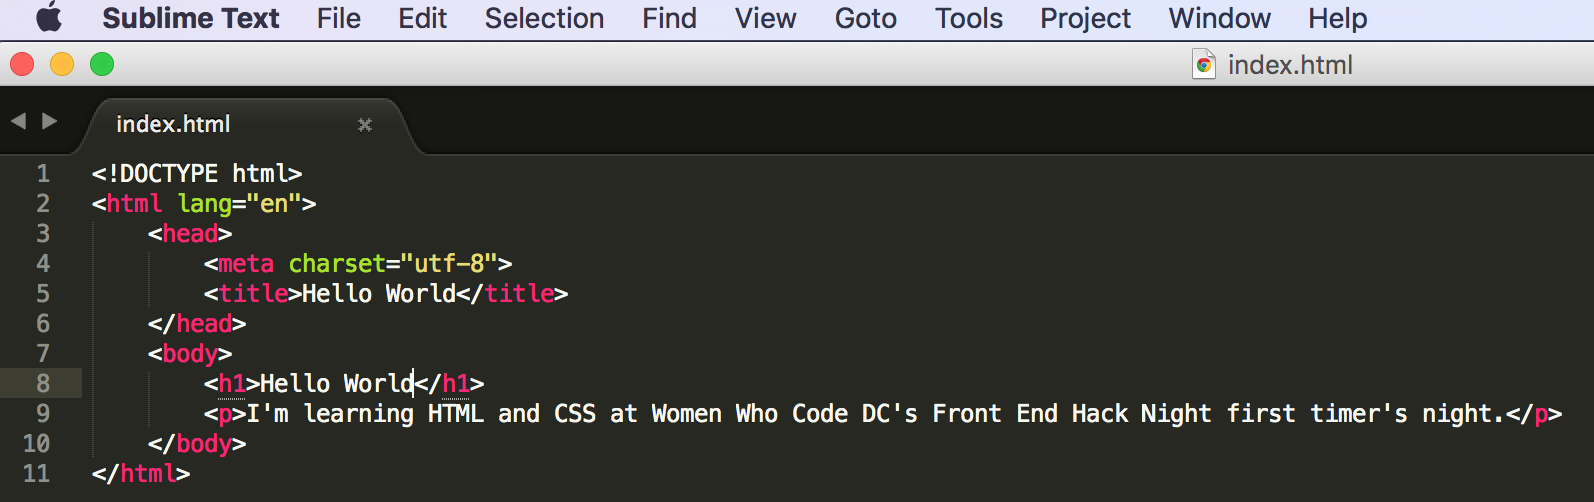 Sublime Text File Edit Selection Find View Goto Tools Project Window Help
index.html
index.html
1 <!DOCTYPE html>
2 <html lang="en">
3     <head>
4         <meta charset="utf-8">
5         <title>Hello World</title>
6     </head>
7     <body>
8         <h1>Hello World</h1>
9         <p>I'm learning HTML and CSS at Women Who Code DC's Front End Hack Night first timer's night.</p>
10     </body>
11 </html>